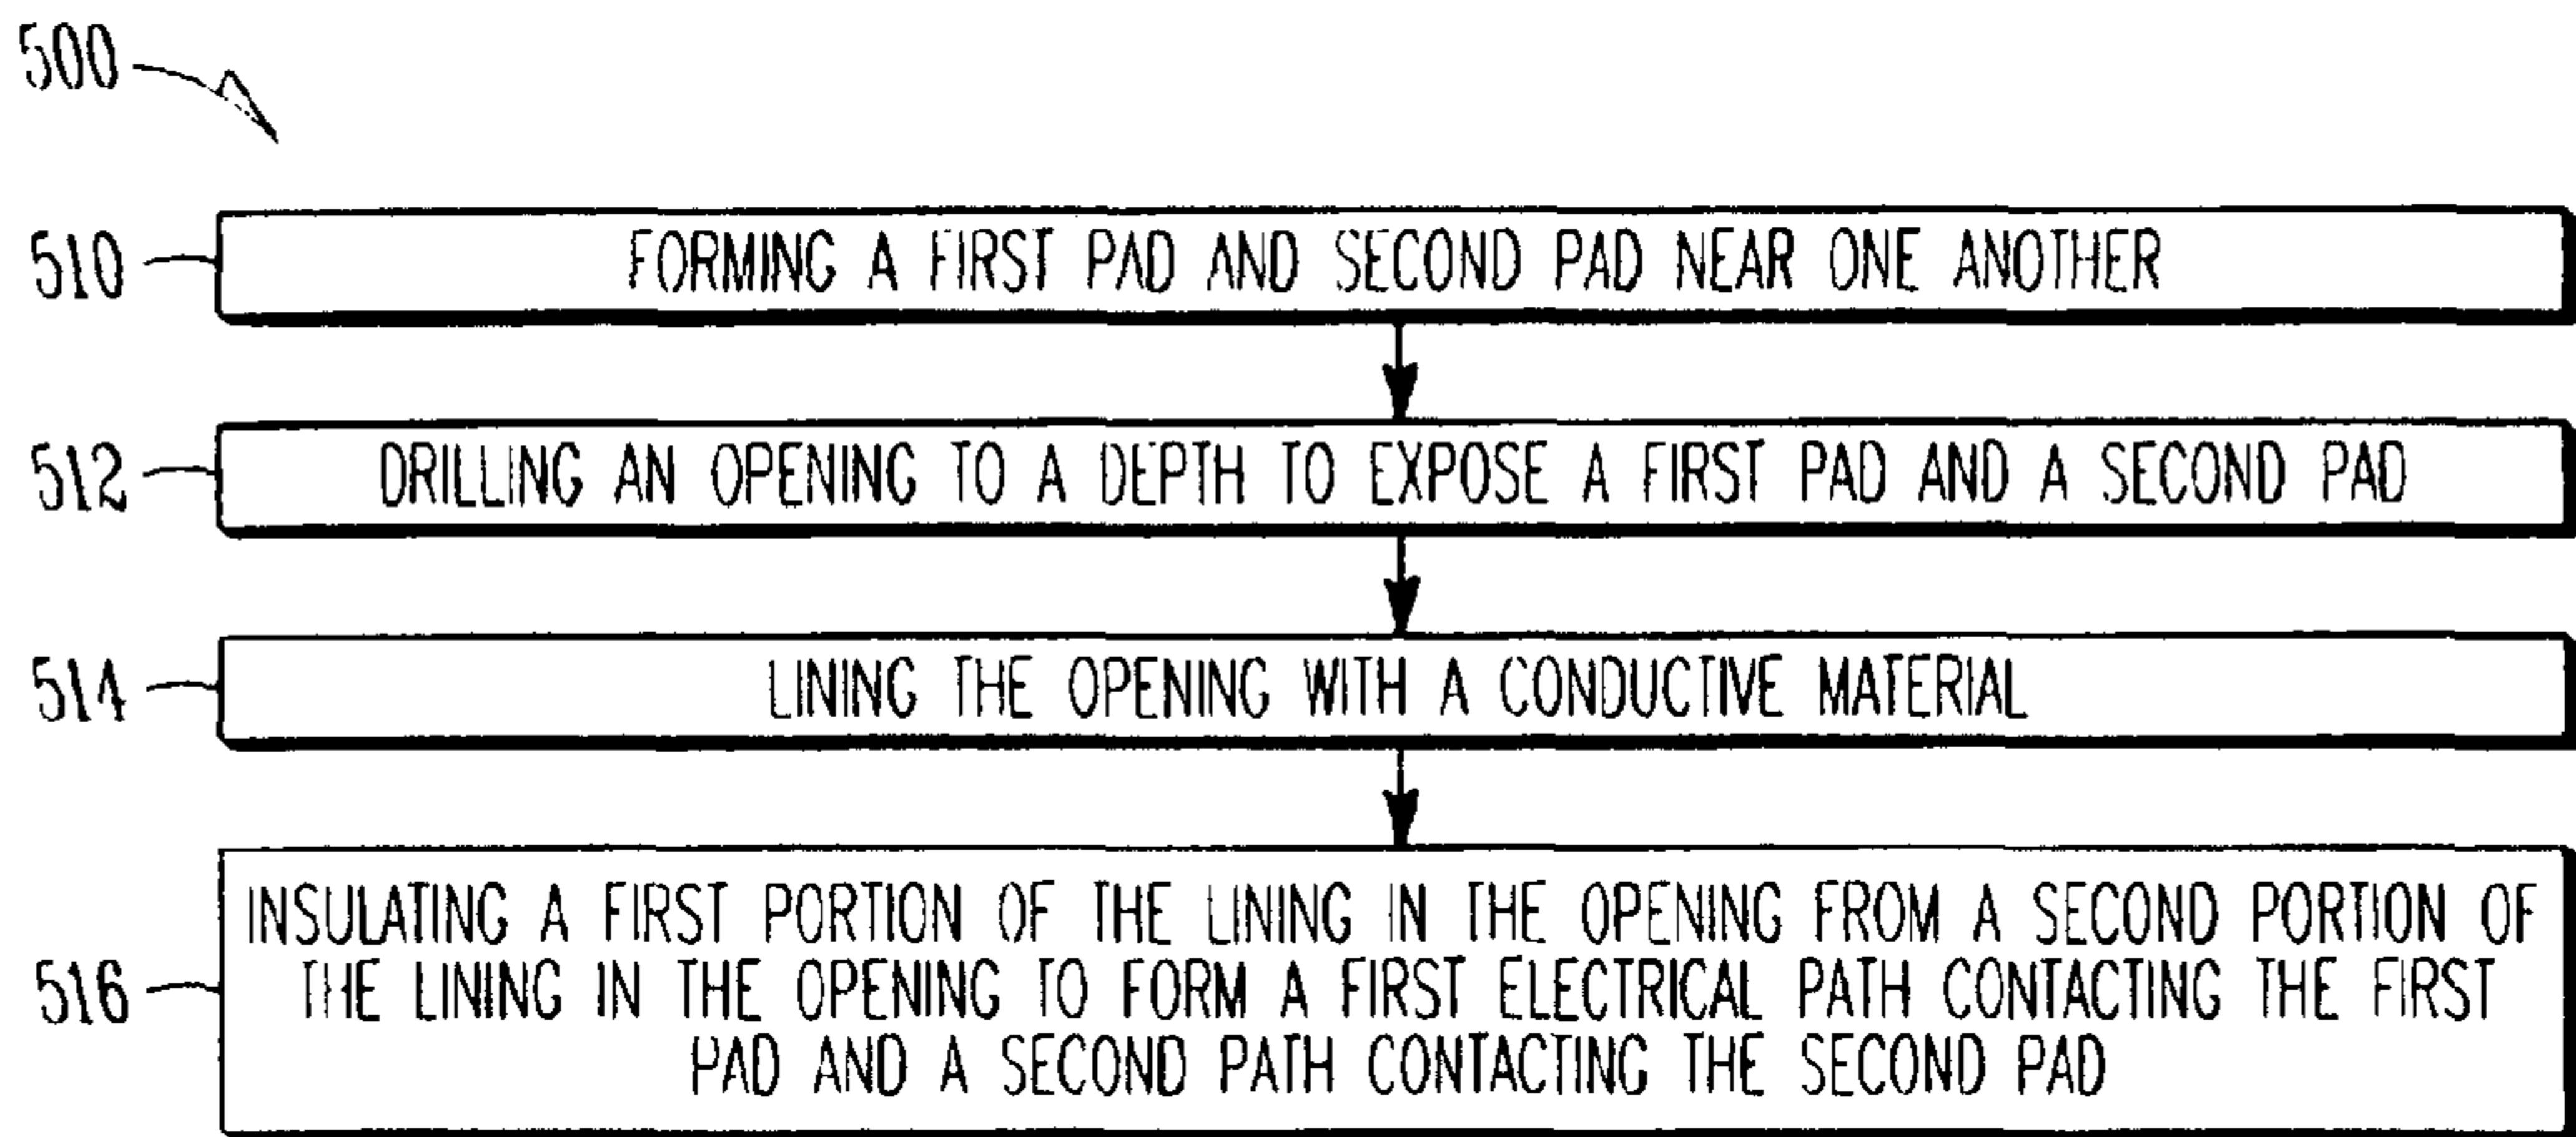 500
510
FORMING A FIRST PAD AND SECOND PAD NEAR ONE ANOTHER
512
DRILLING AN OPENING TO A DEPTH TO EXPOSE A FIRST PAD AND A SECOND PAD
514
LINING THE OPENING WITH A CONDUCTIVE MATERIAL
516
INSULATING A FIRST PORTION OF THE LINING IN THE OPENING FROM A SECOND PORTION OF
THE LINING IN THE OPENING TO FORM A FIRST ELECTRICAL PATH CONTACTING THE FIRST
PAD AND A SECOND PATH CONTACTING THE SECOND PAD